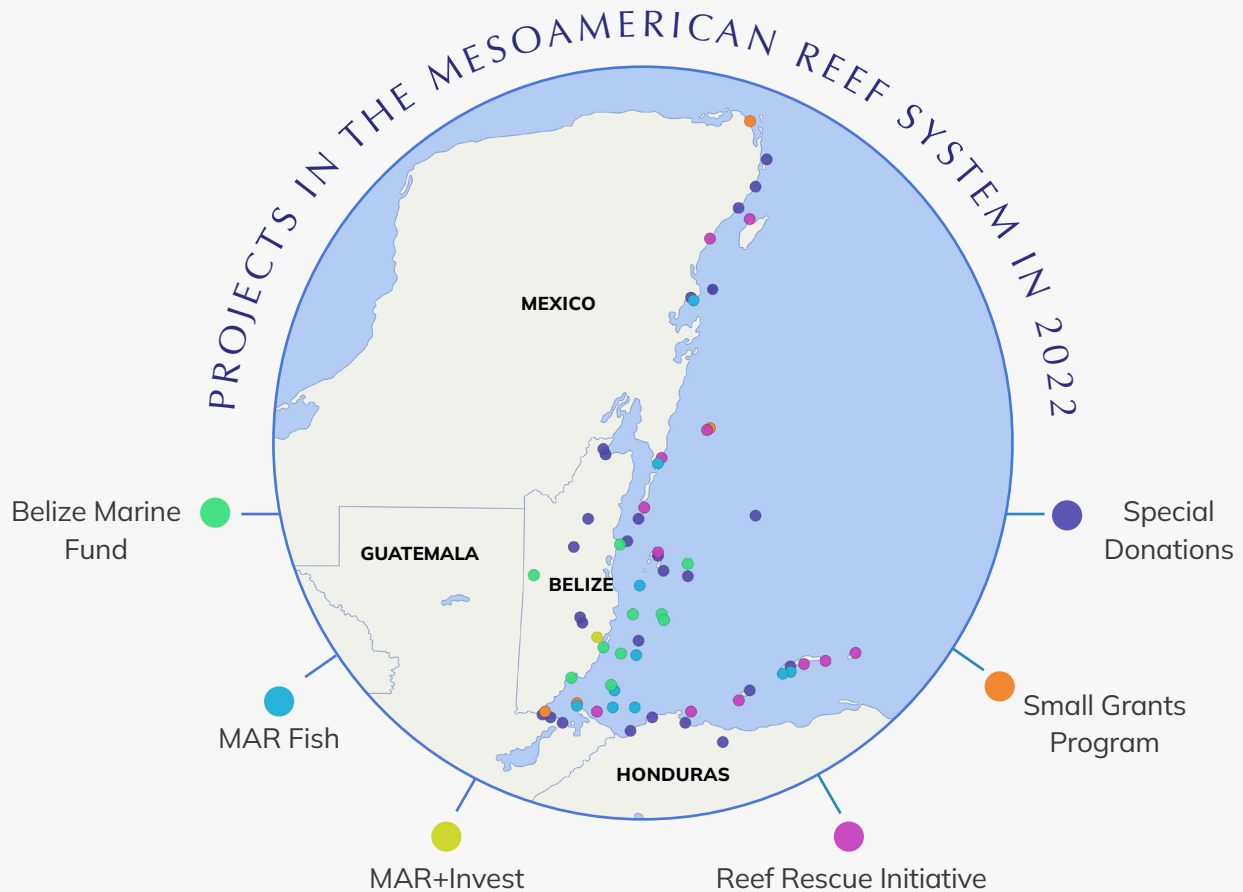 PROJECTS IN THE MESOAMERICAN REEF SYSTEM IN 2022
MEXICO
Belize Marine
Fund
GUATEMALA
BELIZE
Special
Donations
MAR Fish
Small Grants
Program
HONDURAS
MAR+Invest
Reef Rescue Initiative